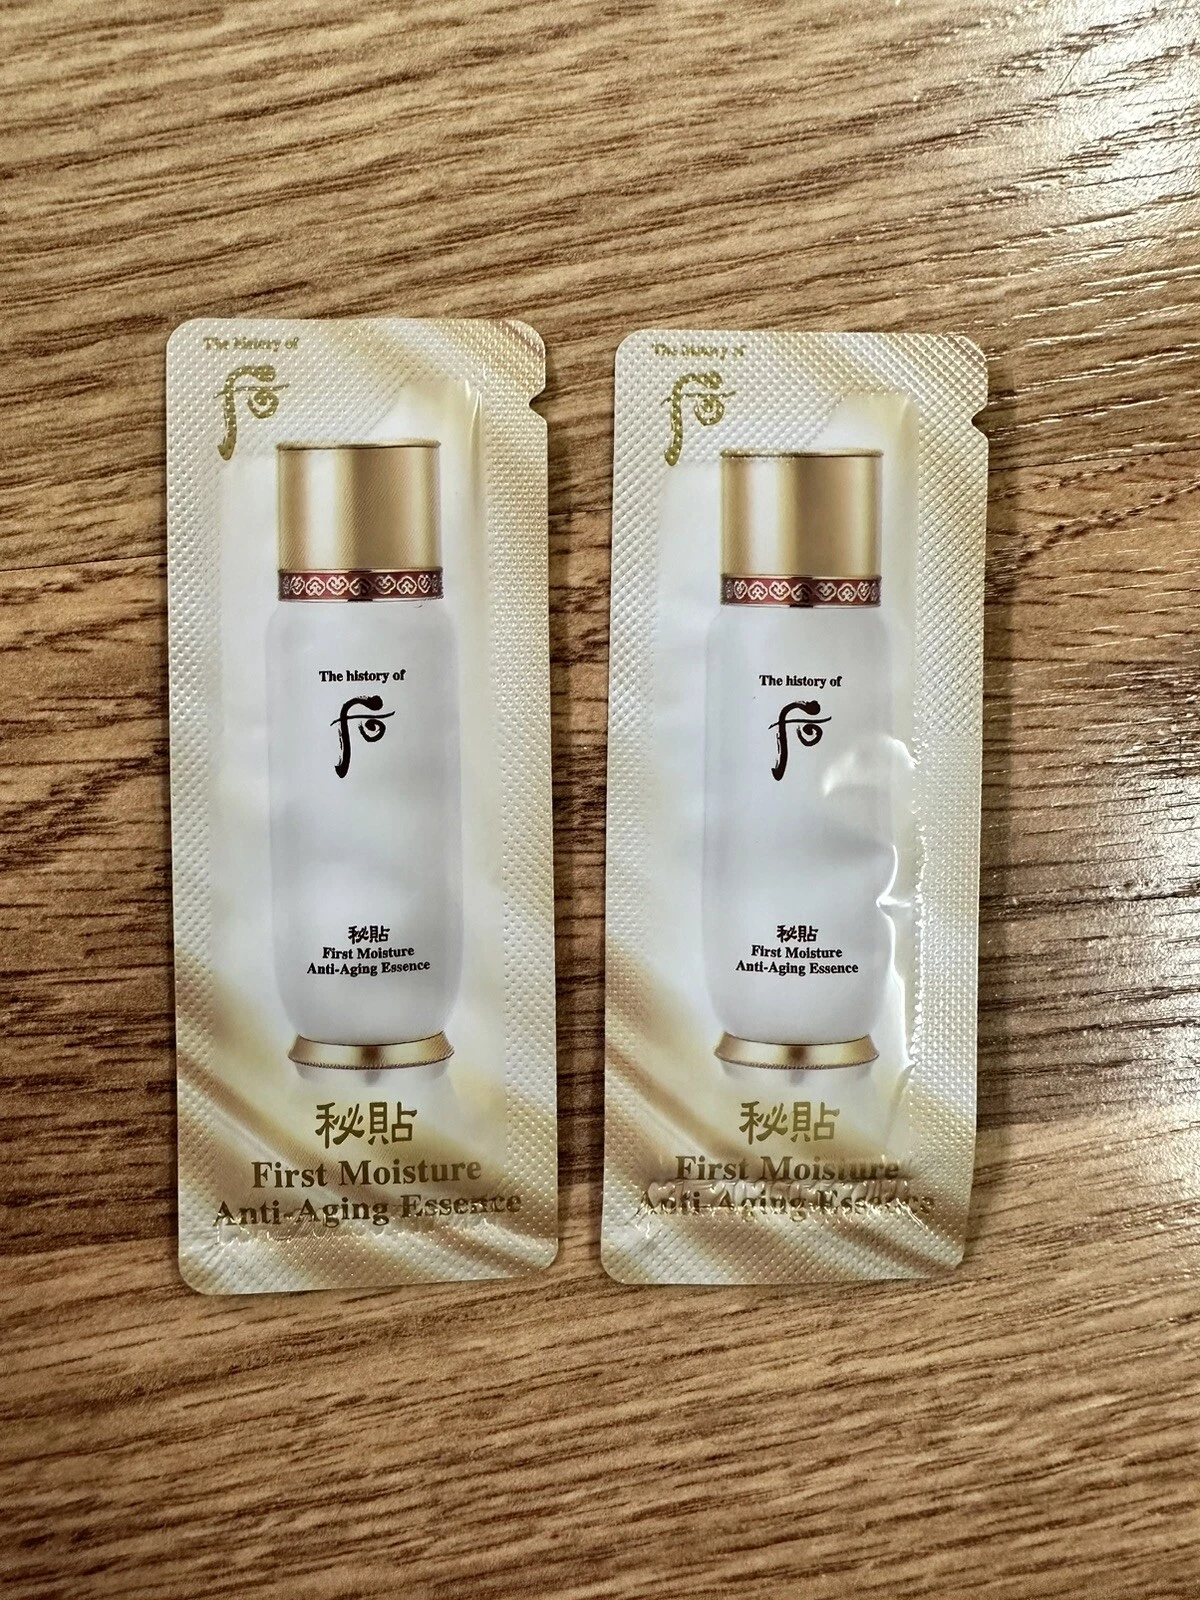 The history of
后
The history of
后
秘貼
First Moisture
Anti-Aging Essence
秘貼
First Moisture
Anti-Aging Essence
The history of
后
The history of
后
秘貼
First Moisture
Anti-Aging Essence
秘貼
First Moisture
Anti-Aging Essence